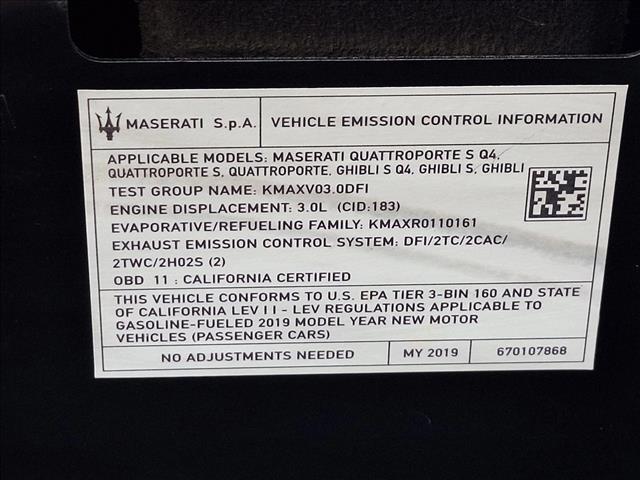 MASERATI S.p.A. VEHICLE EMISSION CONTROL INFORMATION
APPLICABLE MODELS: MASERATI QUATTROPORTE S Q4,
QUATTROPORTE S, QUATTROPORTE, GHIBLI S Q4, GHIBLI S, GHIBLI
TEST GROUP NAME: KMAXV03.0DFI
ENGINE DISPLACEMENT: 3.0L (CID:183)
EVAPORATIVE/REFUELING FAMILY: KMAXR0110161
EXHAUST EMISSION CONTROL SYSTEM: DFI/2TC/2CAC/
2TWC/2H02S (2)
OBD 11 : CALIFORNIA CERTIFIED
THIS VEHICLE CONFORMS TO U.S. EPA TIER 3-BIN 160 AND STATE
OF CALIFORNIA LEV I I - LEV REGULATIONS APPLICABLE TO
GASOLINE-FUELED 2019 MODEL YEAR NEW MOTOR
VEHICLES (PASSENGER CARS)
NO ADJUSTMENTS NEEDED MY 2019 670107868